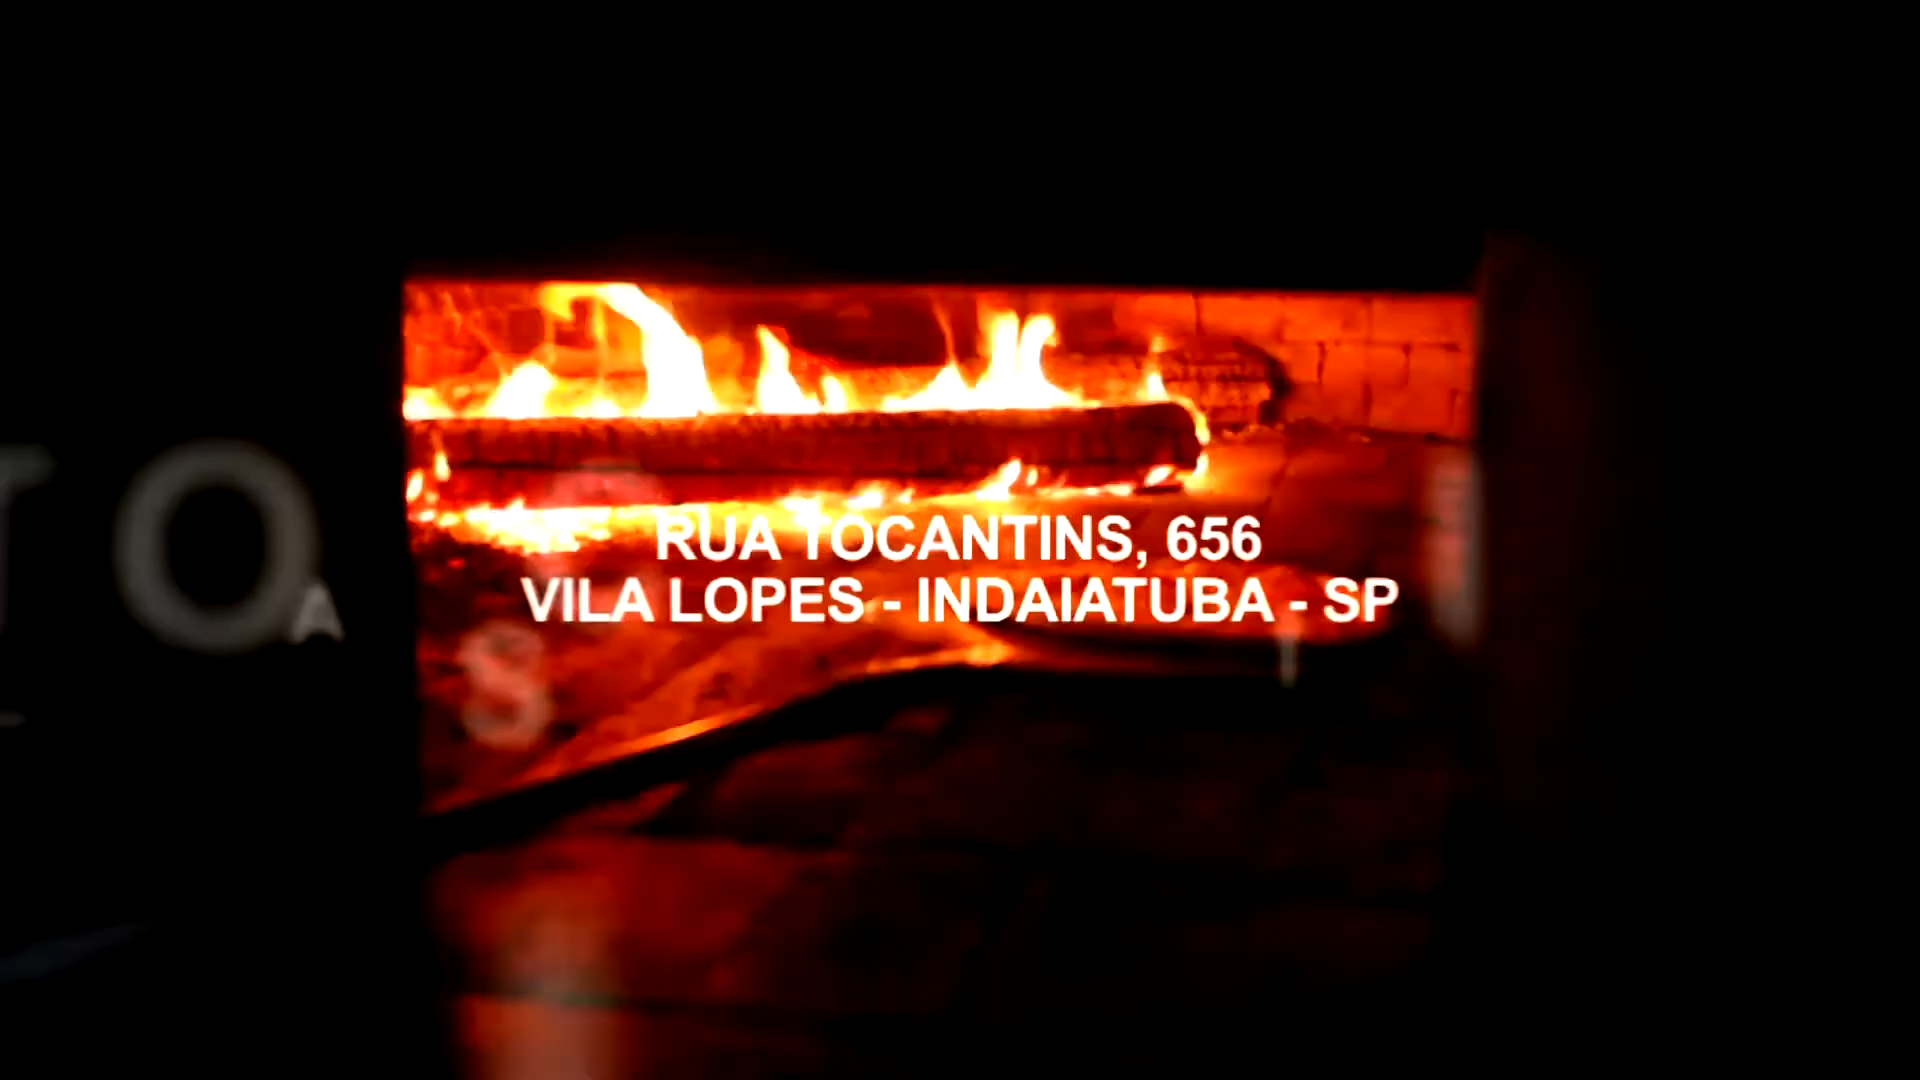 RUA TOCANTINS, 656
VILA LOPES - INDAIATUBA - SP